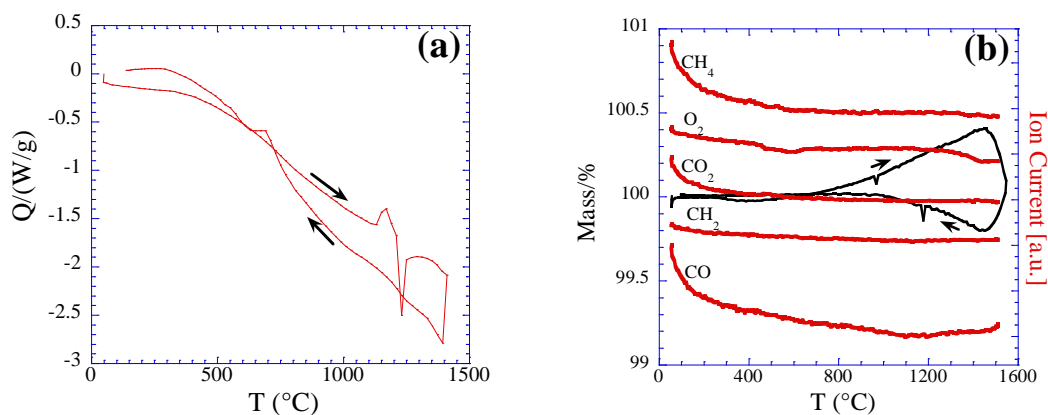 (a)
Q/(W/g)
0.5
0
-0.5
-1
-1.5
-2
-2.5
-3
0
500
1000
1500
T (°C)
(b)
Mass/%
101
100.5
100
99.5
99
CH4
O2
CO2
CH2
CO
Ion Current [a.u.]
0
400
800
1200
1600
T (°C)